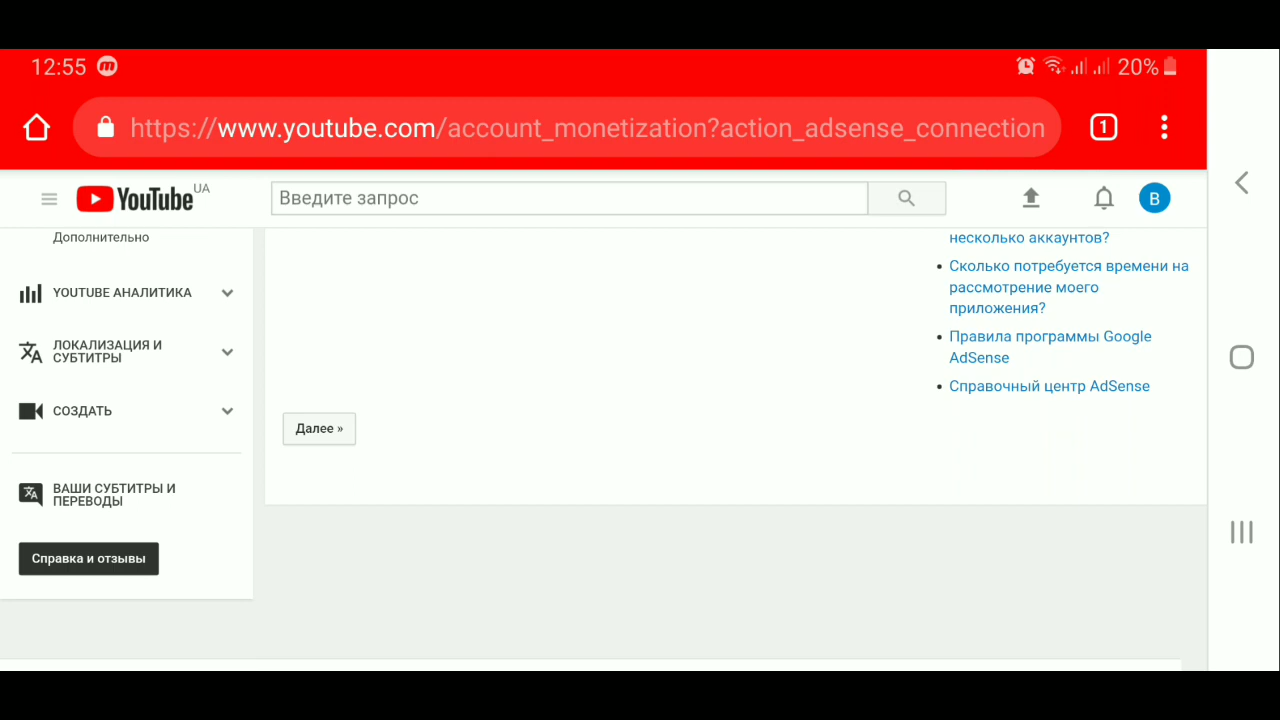 12:55
20%
https://www.youtube.com/account_monetization?action_adsense_connection
1
YouTube UA
Введите запрос
B
Дополнительно
YOUTUBE АНАЛИТИКА
ЛОКАЛИЗАЦИЯ И
СУБТИТРЫ
СОЗДАТЬ
ВАШИ СУБТИТРЫ И
ПЕРЕВОДЫ
Справка и отзывы
Далее »
несколько аккаунтов?
• Сколько потребуется времени на
рассмотрение моего
приложения?
• Правила программы Google
AdSense
• Справочный центр AdSense